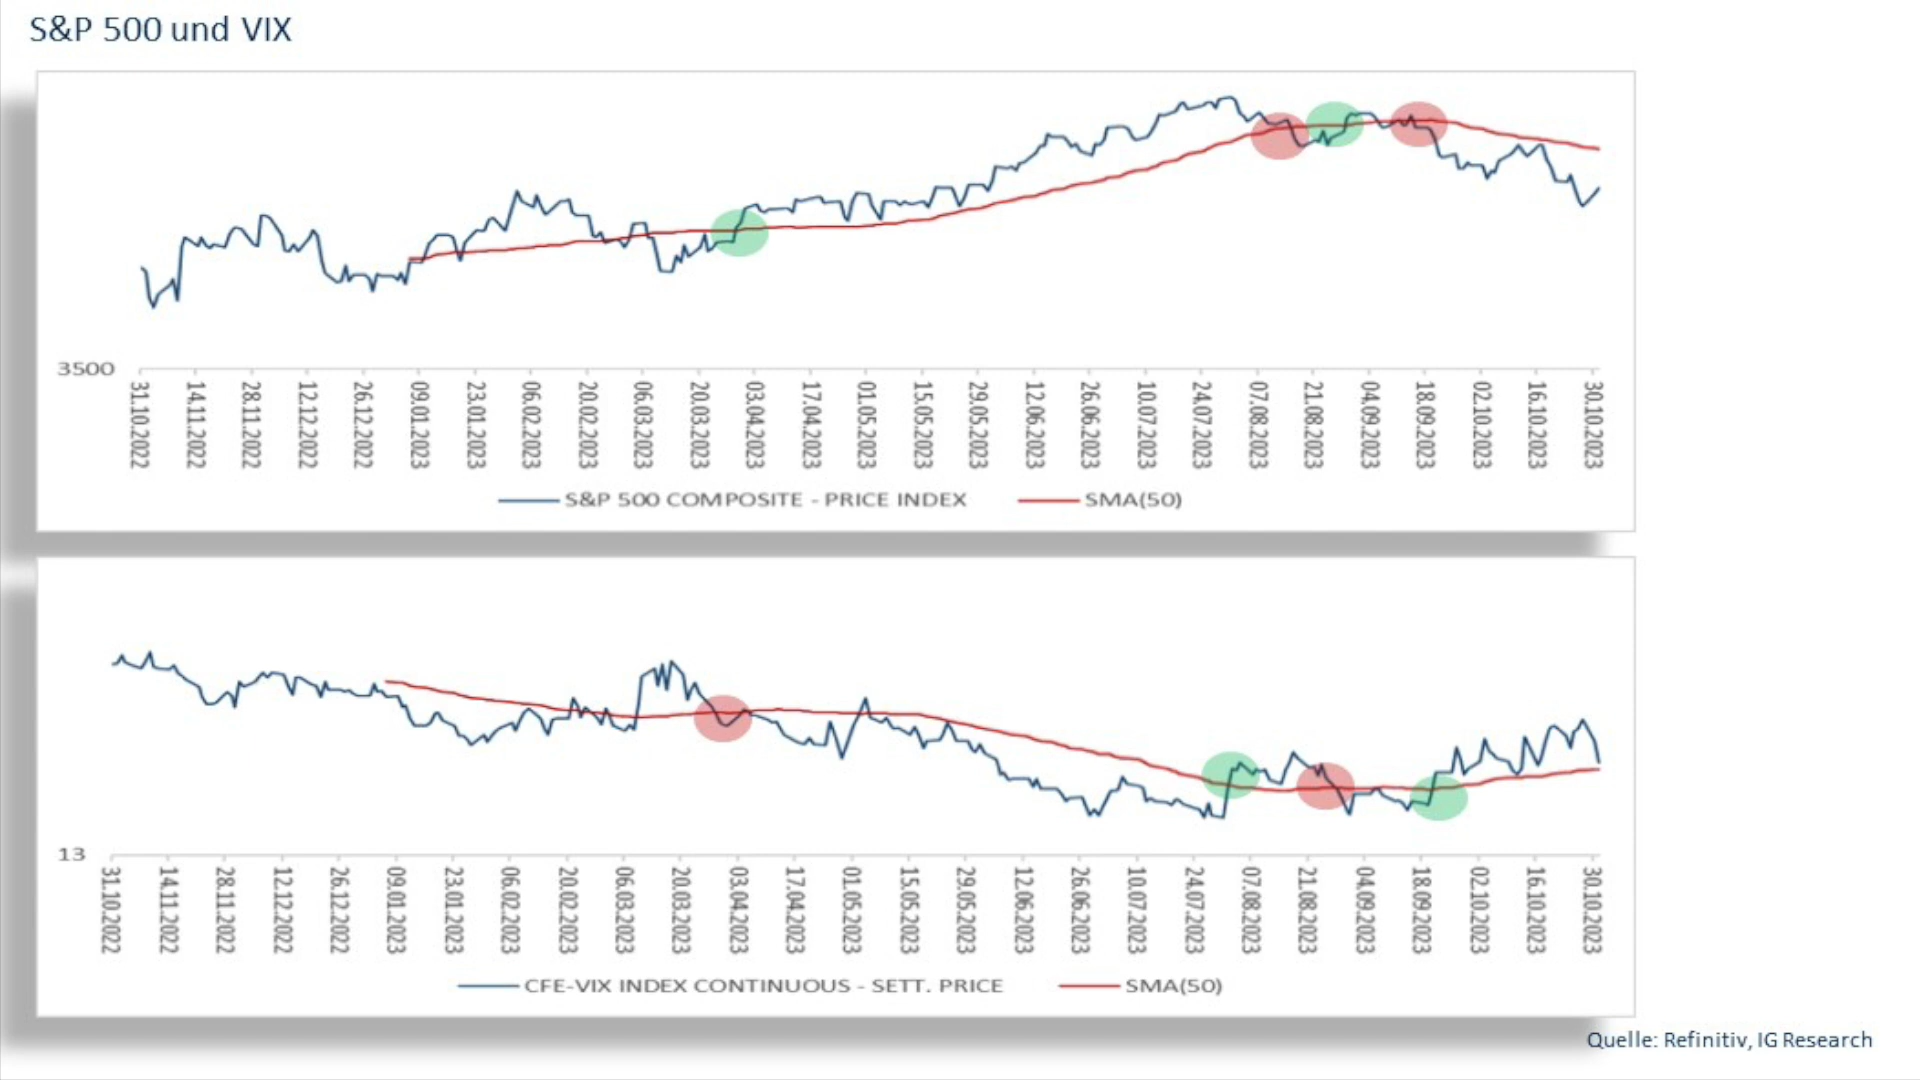 S&P 500 und VIX
3500
31.10.2022 14.11.2022 28.11.2022 12.12.2022 26.12.2022 09.01.2023 23.01.2023 06.02.2023 20.02.2023 06.03.2023 20.03.2023 03.04.2023 17.04.2023 01.05.2023 15.05.2023 29.05.2023 12.06.2023 26.06.2023 10.07.2023 24.07.2023 07.08.2023 21.08.2023 04.09.2023 18.09.2023 02.10.2023 16.10.2023 30.10.2023
S&P 500 COMPOSITE - PRICE INDEX SMA(50)
13
31.10.2022 14.11.2022 28.11.2022 12.12.2022 26.12.2022 09.01.2023 23.01.2023 06.02.2023 20.02.2023 06.03.2023 20.03.2023 03.04.2023 17.04.2023 01.05.2023 15.05.2023 29.05.2023 12.06.2023 26.06.2023 10.07.2023 24.07.2023 07.08.2023 21.08.2023 04.09.2023 18.09.2023 02.10.2023 16.10.2023 30.10.2023
CFE-VIX INDEX CONTINUOUS - SETT. PRICE SMA(50)
Quelle: Refinitiv, IG Research